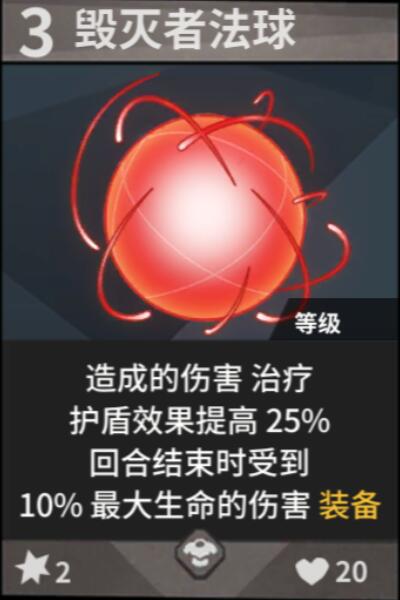 3 毁灭者法球
等级
造成的伤害 治疗
护盾效果提高 25%
回合结束时受到
10% 最大生命的伤害 装备
2
20